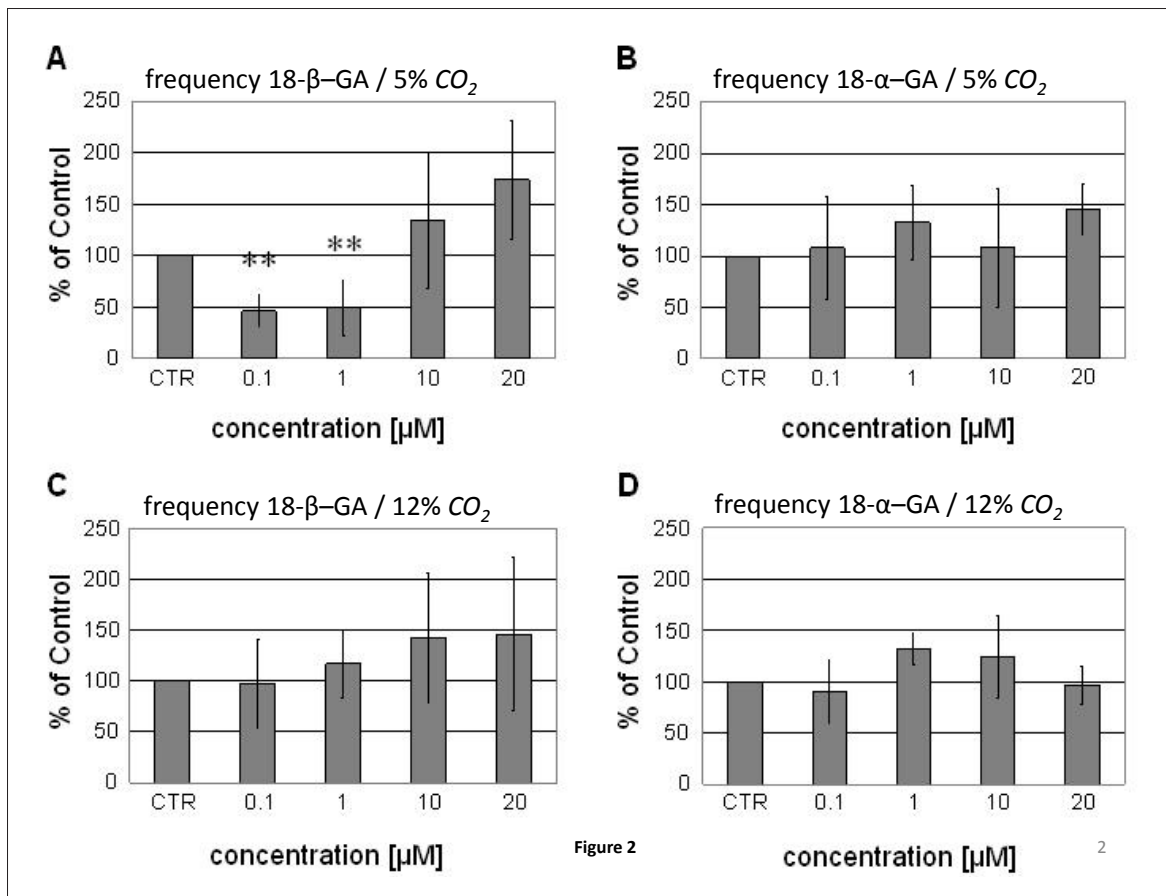 A
frequency 18-β–GA / 5% CO₂
250
200
150
100
50
0
% of Control
**
**
CTR 0.1 1 10 20
concentration [µM]
B
frequency 18-α–GA / 5% CO₂
250
200
150
100
50
0
% of Control
CTR 0.1 1 10 20
concentration [µM]
C
frequency 18-β–GA / 12% CO₂
250
200
150
100
50
0
% of Control
CTR 0.1 1 10 20
concentration [µM]
D
frequency 18-α–GA / 12% CO₂
250
200
150
100
50
0
% of Control
CTR 0.1 1 10 20
concentration [µM]
Figure 2
2